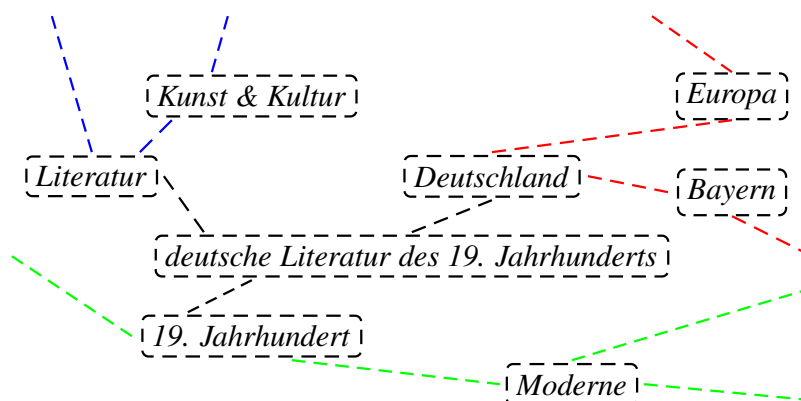 Kunst & Kultur
Europa
Literatur
Deutschland
Bayern
deutsche Literatur des 19. Jahrhunderts
19. Jahrhundert
Moderne